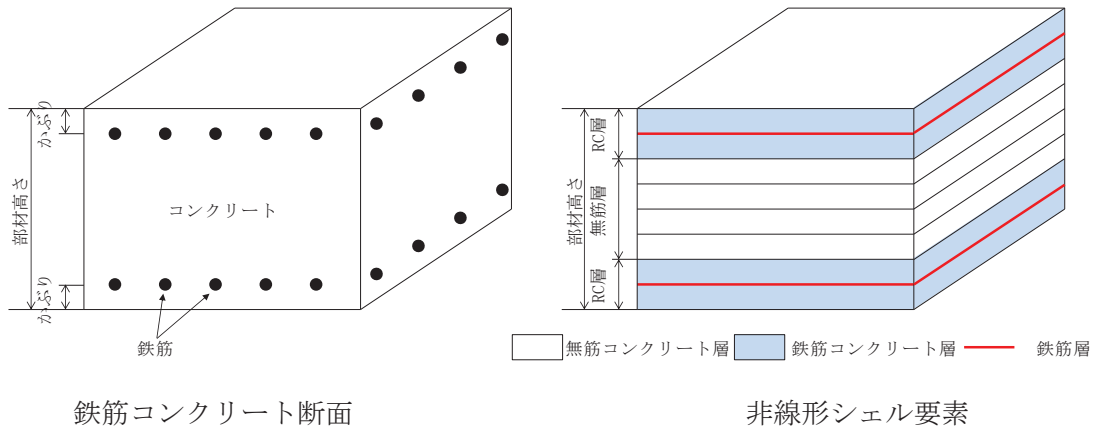 かぶり
部材高さ
コンクリート
かぶり
鉄筋
鉄筋コンクリート断面
RC層
無筋層
部材高さ
RC層
無筋コンクリート層
鉄筋コンクリート層
鉄筋層
非線形シェル要素